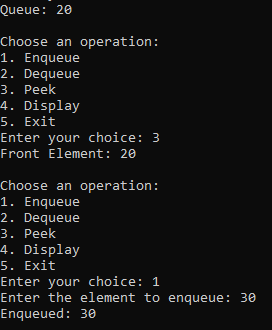 Queue: 20
Choose an operation:
1. Enqueue
2. Dequeue
3. Peek
4. Display
5. Exit
Enter your choice: 3
Front Element: 20
Choose an operation:
1. Enqueue
2. Dequeue
3. Peek
4. Display
5. Exit
Enter your choice: 1
Enter the element to enqueue: 30
Enqueued: 30